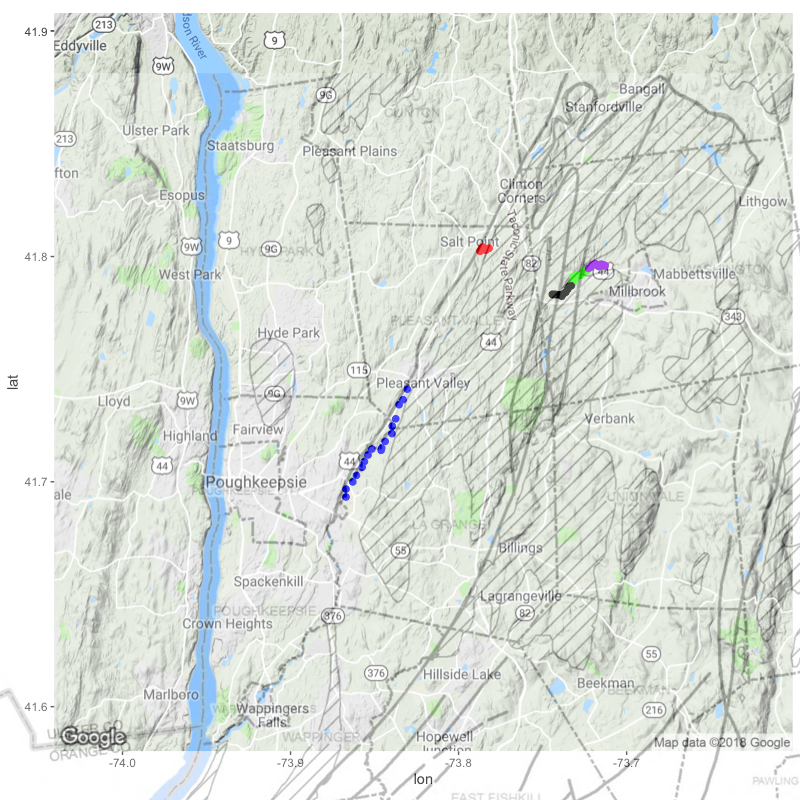 213
41.9
Eddyville
9
son River
9W
Bangall
9G
Stanfordville
CLINTON
Ulster Park
213
Staatsburg
Pleasant Plains
fton
Clinton
Corners
Esopus
Lithgow
9
Salt Point
9W
9G
HYDE PARK
41.8
82
Taconic State Parkway
WASHINGTON
44
West Park
Mabbettsville
Millbrook
343
PLEASANT VALLEY
Hyde Park
44
115
Pleasant Valley
9G
Lloyd
9W
Verbank
Fairview
Highland
44
44
41.7
Poughkeepsie
POUGHKEEPSIE
ale
UNION VALE
LA GRANGE
55
Billings
Spackenkill
Lagrangeville
POUGHKEEPSIE
376
82
Crown Heights
55
376
Hillside Lake
Beekman
BEEKMAN
Marlboro
41.6
Wappingers
Falls
216
WAPPINGER
Hopewell
Junction
Google
Map data ©2018 Google
ULSTER CO
ORANGE CO
-74.0
-73.9
-73.8
-73.7
lon
lat
PAWLING
EAST FISHKILL